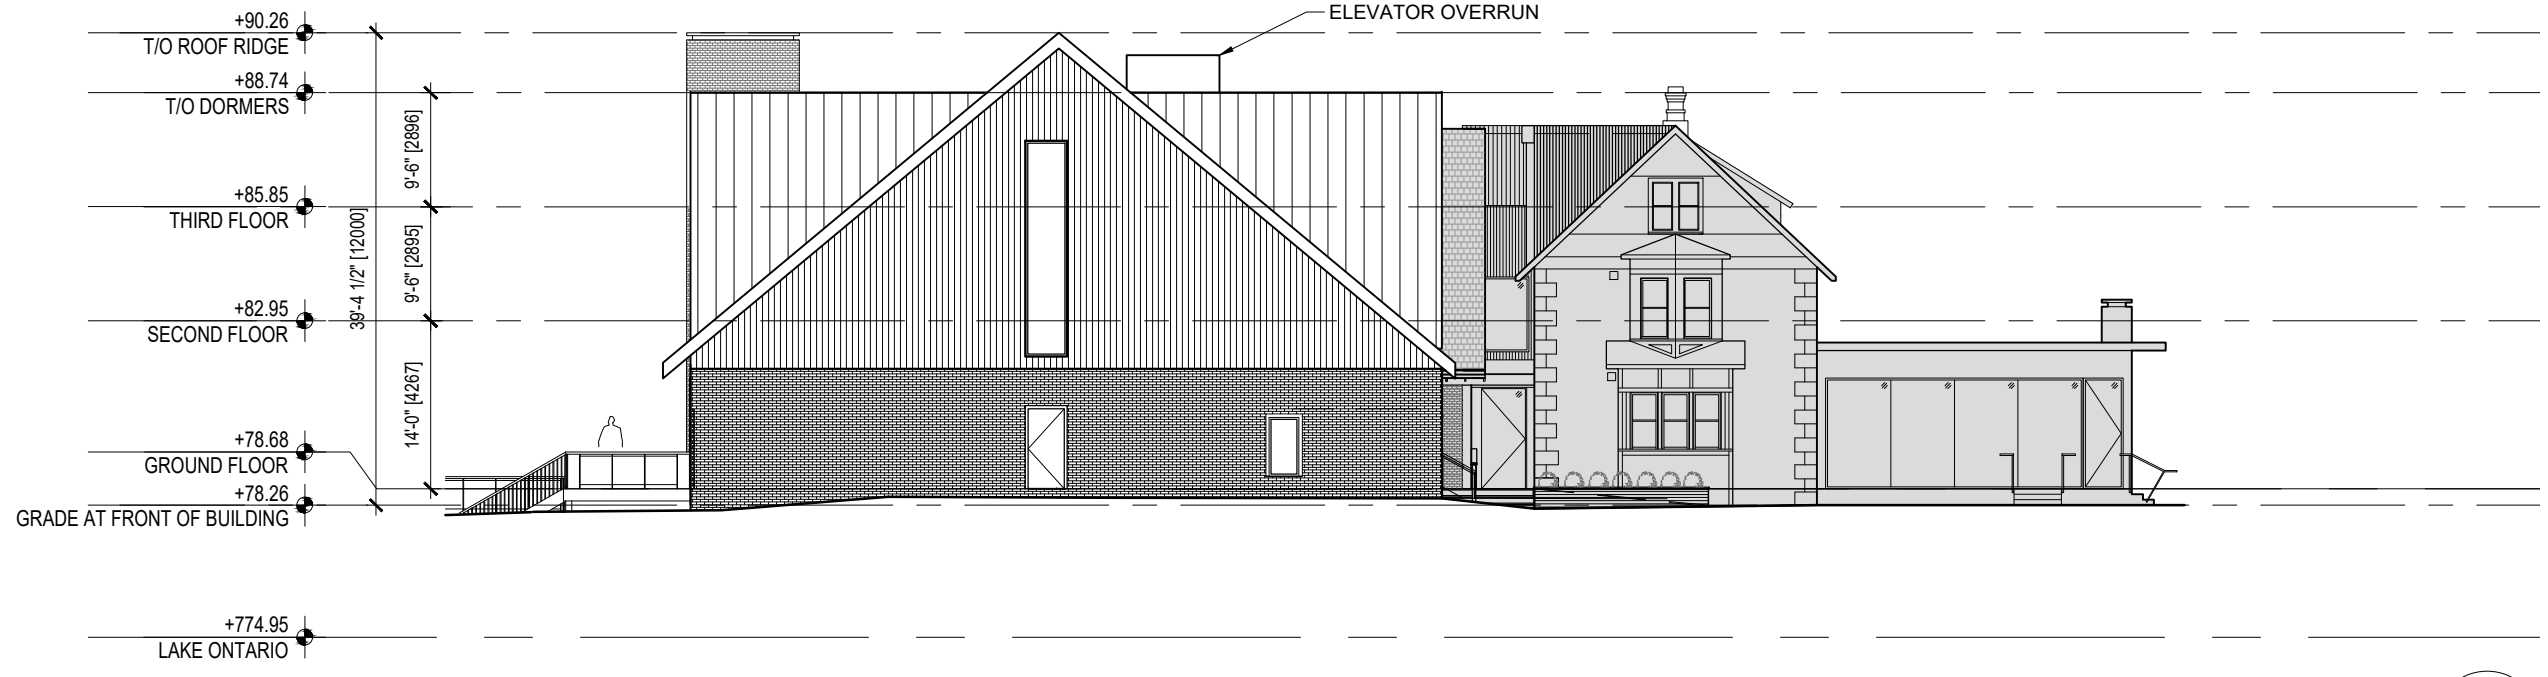 ELEVATOR OVERRUN
+90.26
T/O ROOF RIDGE
+88.74
T/O DORMERS
9'-6" [2896]
+85.85
THIRD FLOOR
39'-4 1/2" [12000]
9'-6" [2895]
+82.95
SECOND FLOOR
14'-0" [4267]
+78.68
GROUND FLOOR
+78.26
GRADE AT FRONT OF BUILDING
+774.95
LAKE ONTARIO